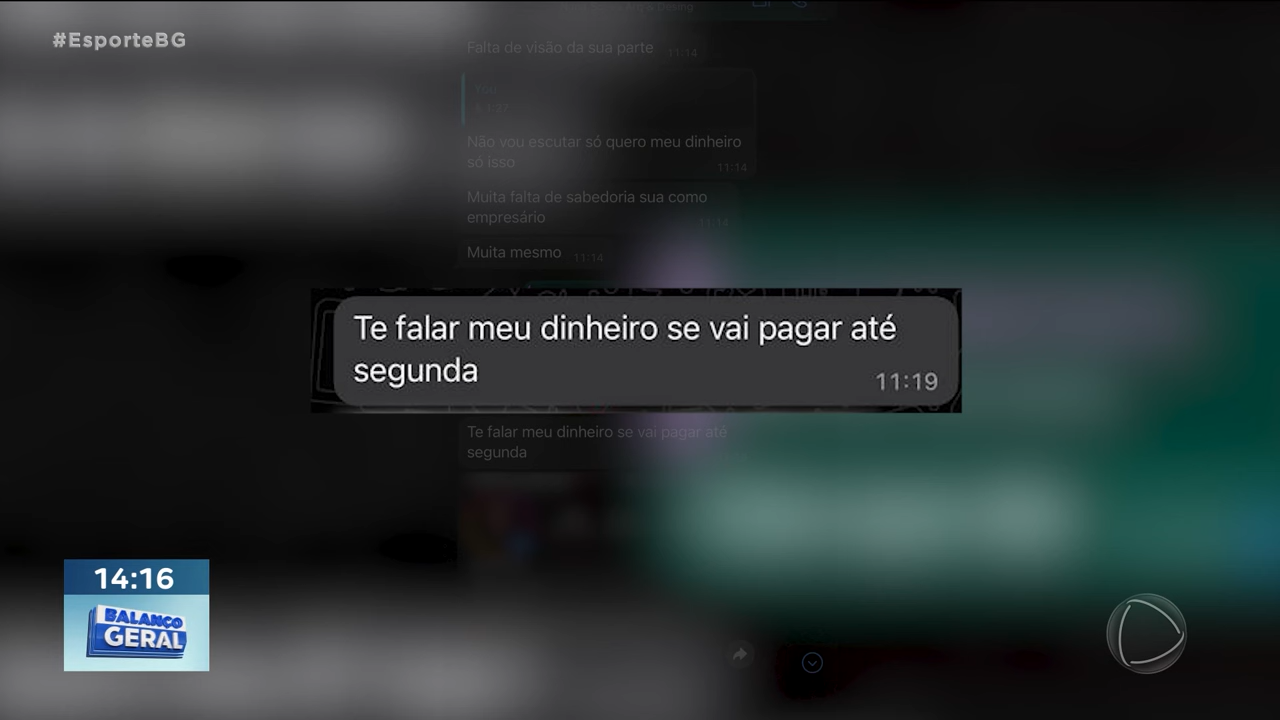 #EsporteBG
Falta de visão da sua parte 11:14
Não vou escutar só quero meu dinheiro
só isso 11:14
Muita falta de sabedoria sua como
empresário 11:14
Muita mesmo 11:14
Te falar meu dinheiro se vai pagar até
segunda 11:19
Te falar meu dinheiro se vai pagar até
segunda
14:16
BALANÇO
GERAL